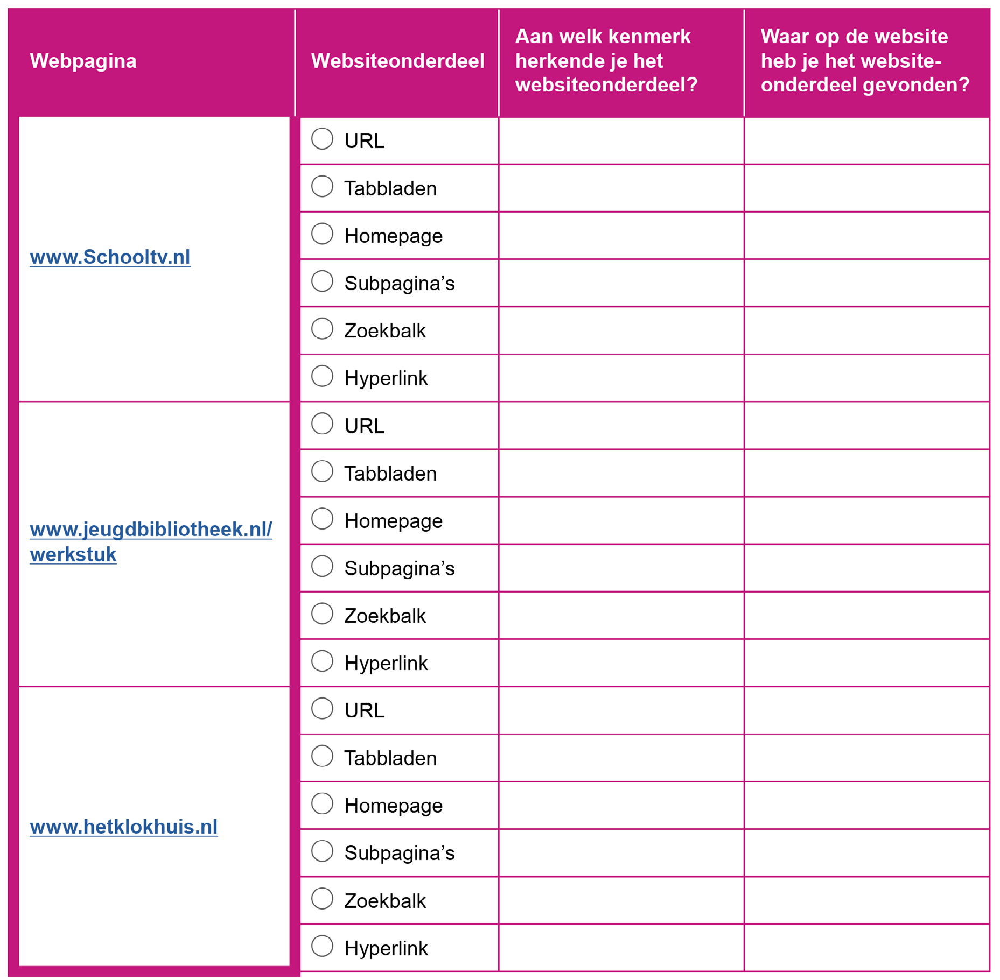 Webpagina
Websiteonderdeel
Aan welk kenmerk
herkende je het
websiteonderdeel?
Waar op de website
heb je het website-
onderdeel gevonden?
www.Schooltv.nl
URL
Tabbladen
Homepage
Subpagina’s
Zoekbalk
Hyperlink
www.jeugdbibliotheek.nl/
werkstuk
URL
Tabbladen
Homepage
Subpagina’s
Zoekbalk
Hyperlink
www.hetklokhuis.nl
URL
Tabbladen
Homepage
Subpagina’s
Zoekbalk
Hyperlink